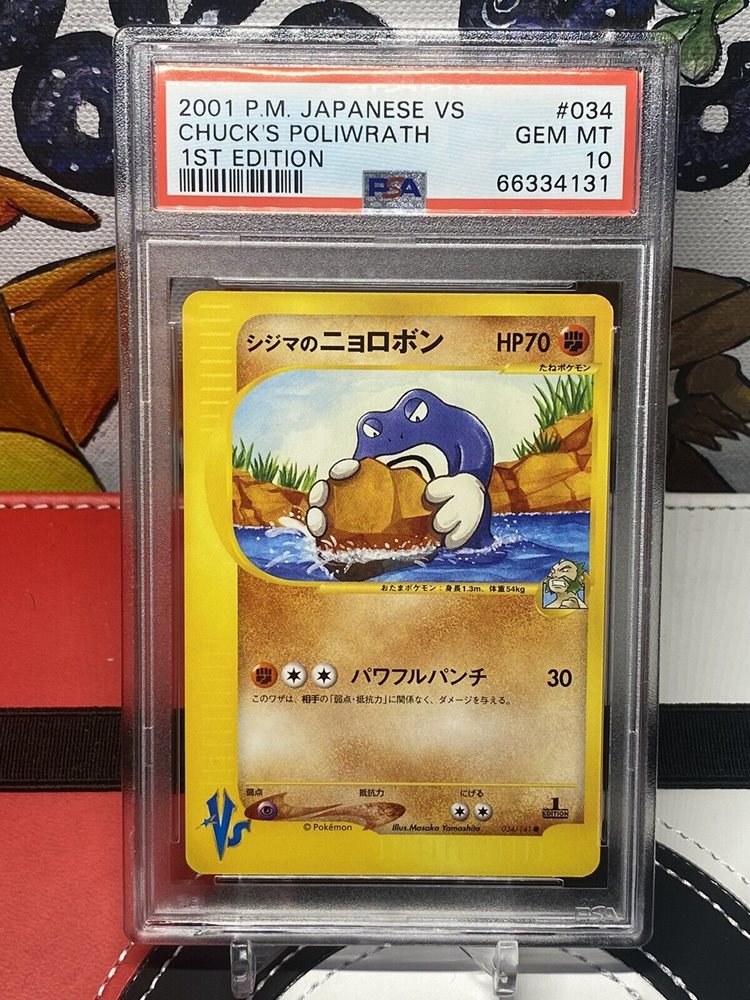 2001 P.M. JAPANESE VS #034
CHUCK'S POLIWRATH GEM MT
1ST EDITION 10
PSA 66334131
シジマのニョロボン HP70
たねポケモン
おたまポケモン：身長1.3m、体重54kg
パワフルパンチ 30
このワザは、相手の「弱点・抵抗力」に関係なく、ダメージを与える。
弱点 抵抗力 にげる
1 EDITION
VS
© Pokémon Illus.Masako Yamashita 034/141
PSA